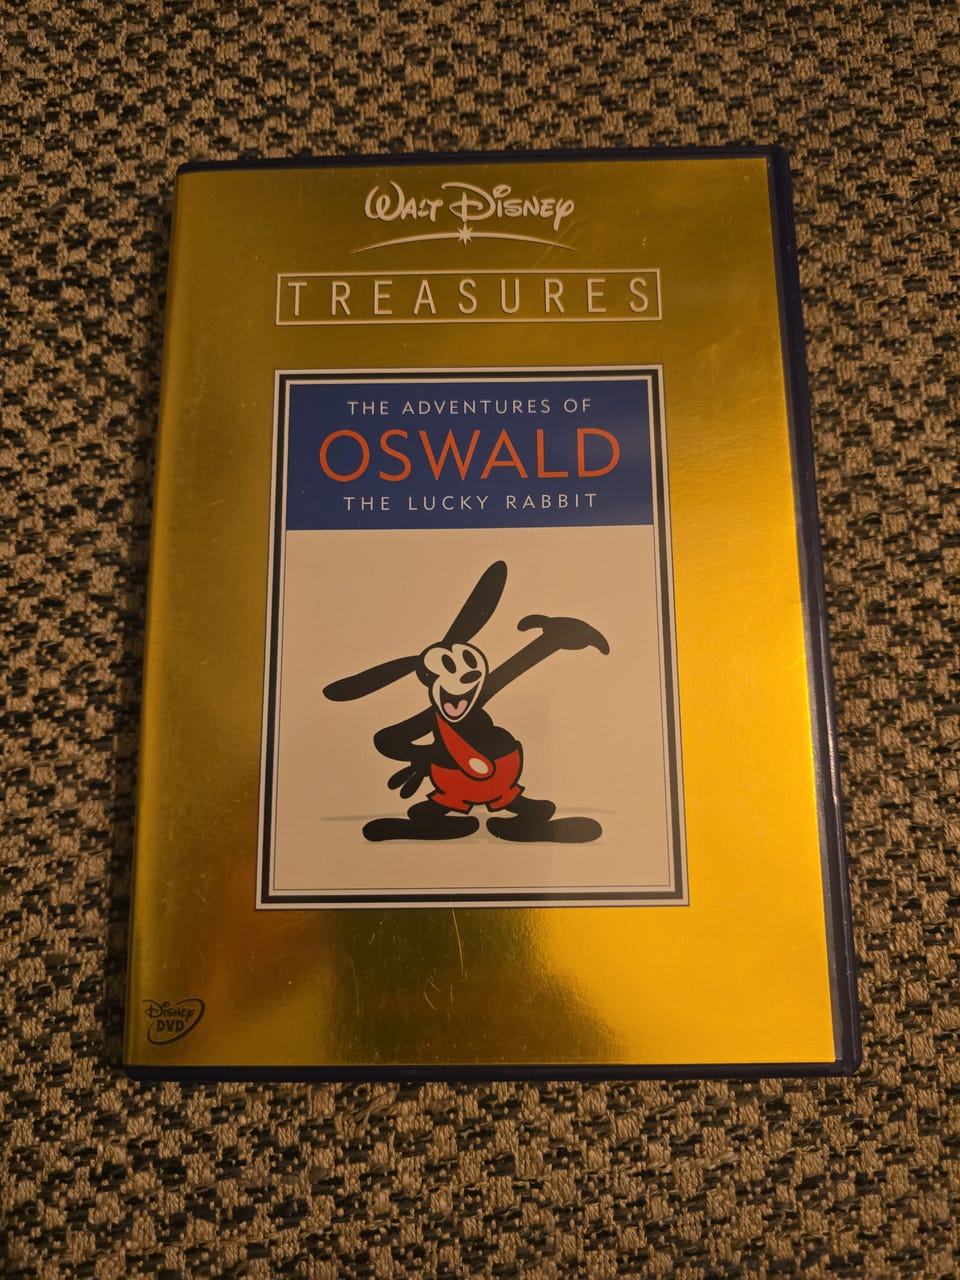 Walt Disney
TREASURES
THE ADVENTURES OF
OSWALD
THE LUCKY RABBIT
Disney
DVD